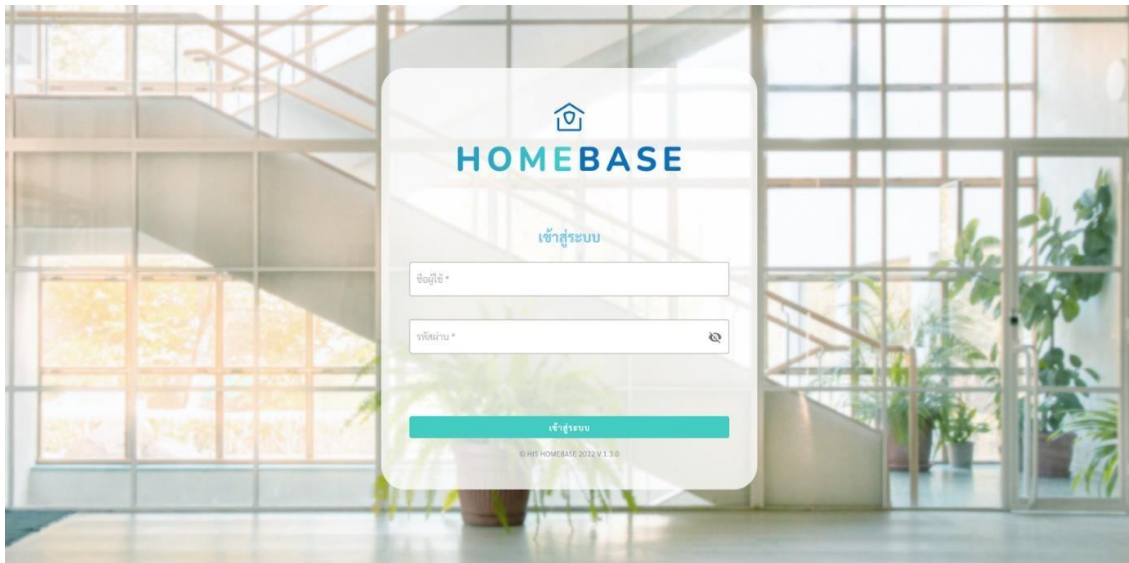 HOMEBASE
เข้าสู่ระบบ
ชื่อผู้ใช้ *
รหัสผ่าน *
เข้าสู่ระบบ
© HIS HOMEBASE 2022 V.1.3.0